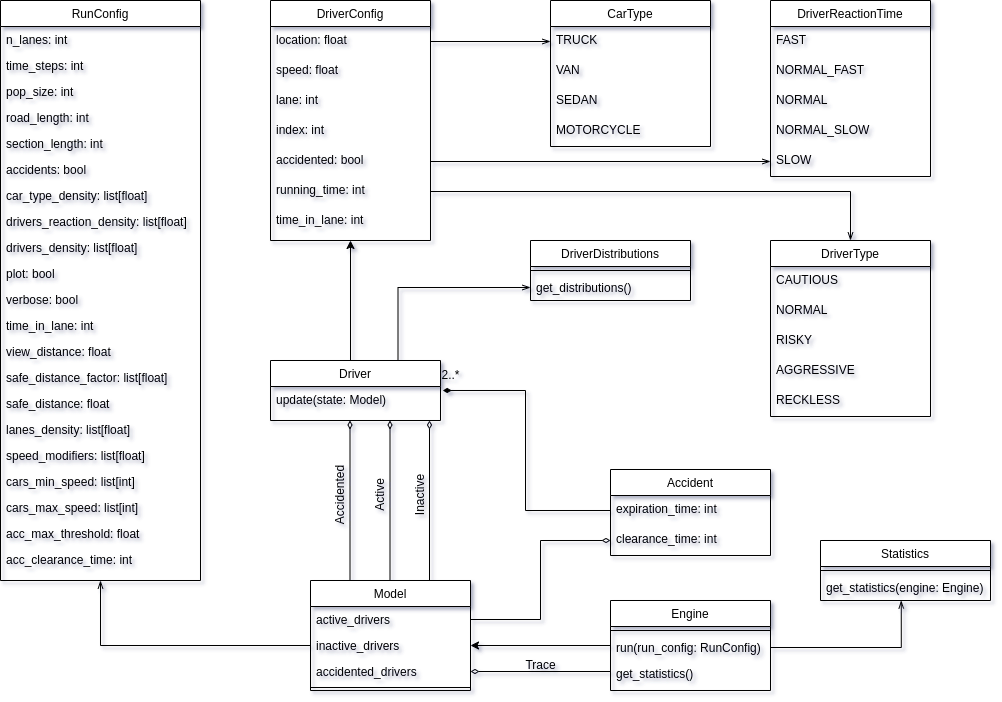 RunConfig
n_lanes: int
time_steps: int
pop_size: int
road_length: int
section_length: int
accidents: bool
car_type_density: list[float]
drivers_reaction_density: list[float]
drivers_density: list[float]
plot: bool
verbose: bool
time_in_lane: int
view_distance: float
safe_distance_factor: list[float]
safe_distance: float
lanes_density: list[float]
speed_modifiers: list[float]
cars_min_speed: list[int]
cars_max_speed: list[int]
acc_max_threshold: float
acc_clearance_time: int
DriverConfig
location: float
speed: float
lane: int
index: int
accidented: bool
running_time: int
time_in_lane: int
CarType
TRUCK
VAN
SEDAN
MOTORCYCLE
DriverReactionTime
FAST
NORMAL_FAST
NORMAL
NORMAL_SLOW
SLOW
DriverDistributions
get_distributions()
DriverType
CAUTIOUS
NORMAL
RISKY
AGGRESSIVE
RECKLESS
Driver
update(state: Model)
2..*
Accidented
Active
Inactive
Accident
expiration_time: int
clearance_time: int
Statistics
get_statistics(engine: Engine)
Model
active_drivers
inactive_drivers
accidented_drivers
Trace
Engine
run(run_config: RunConfig)
get_statistics()